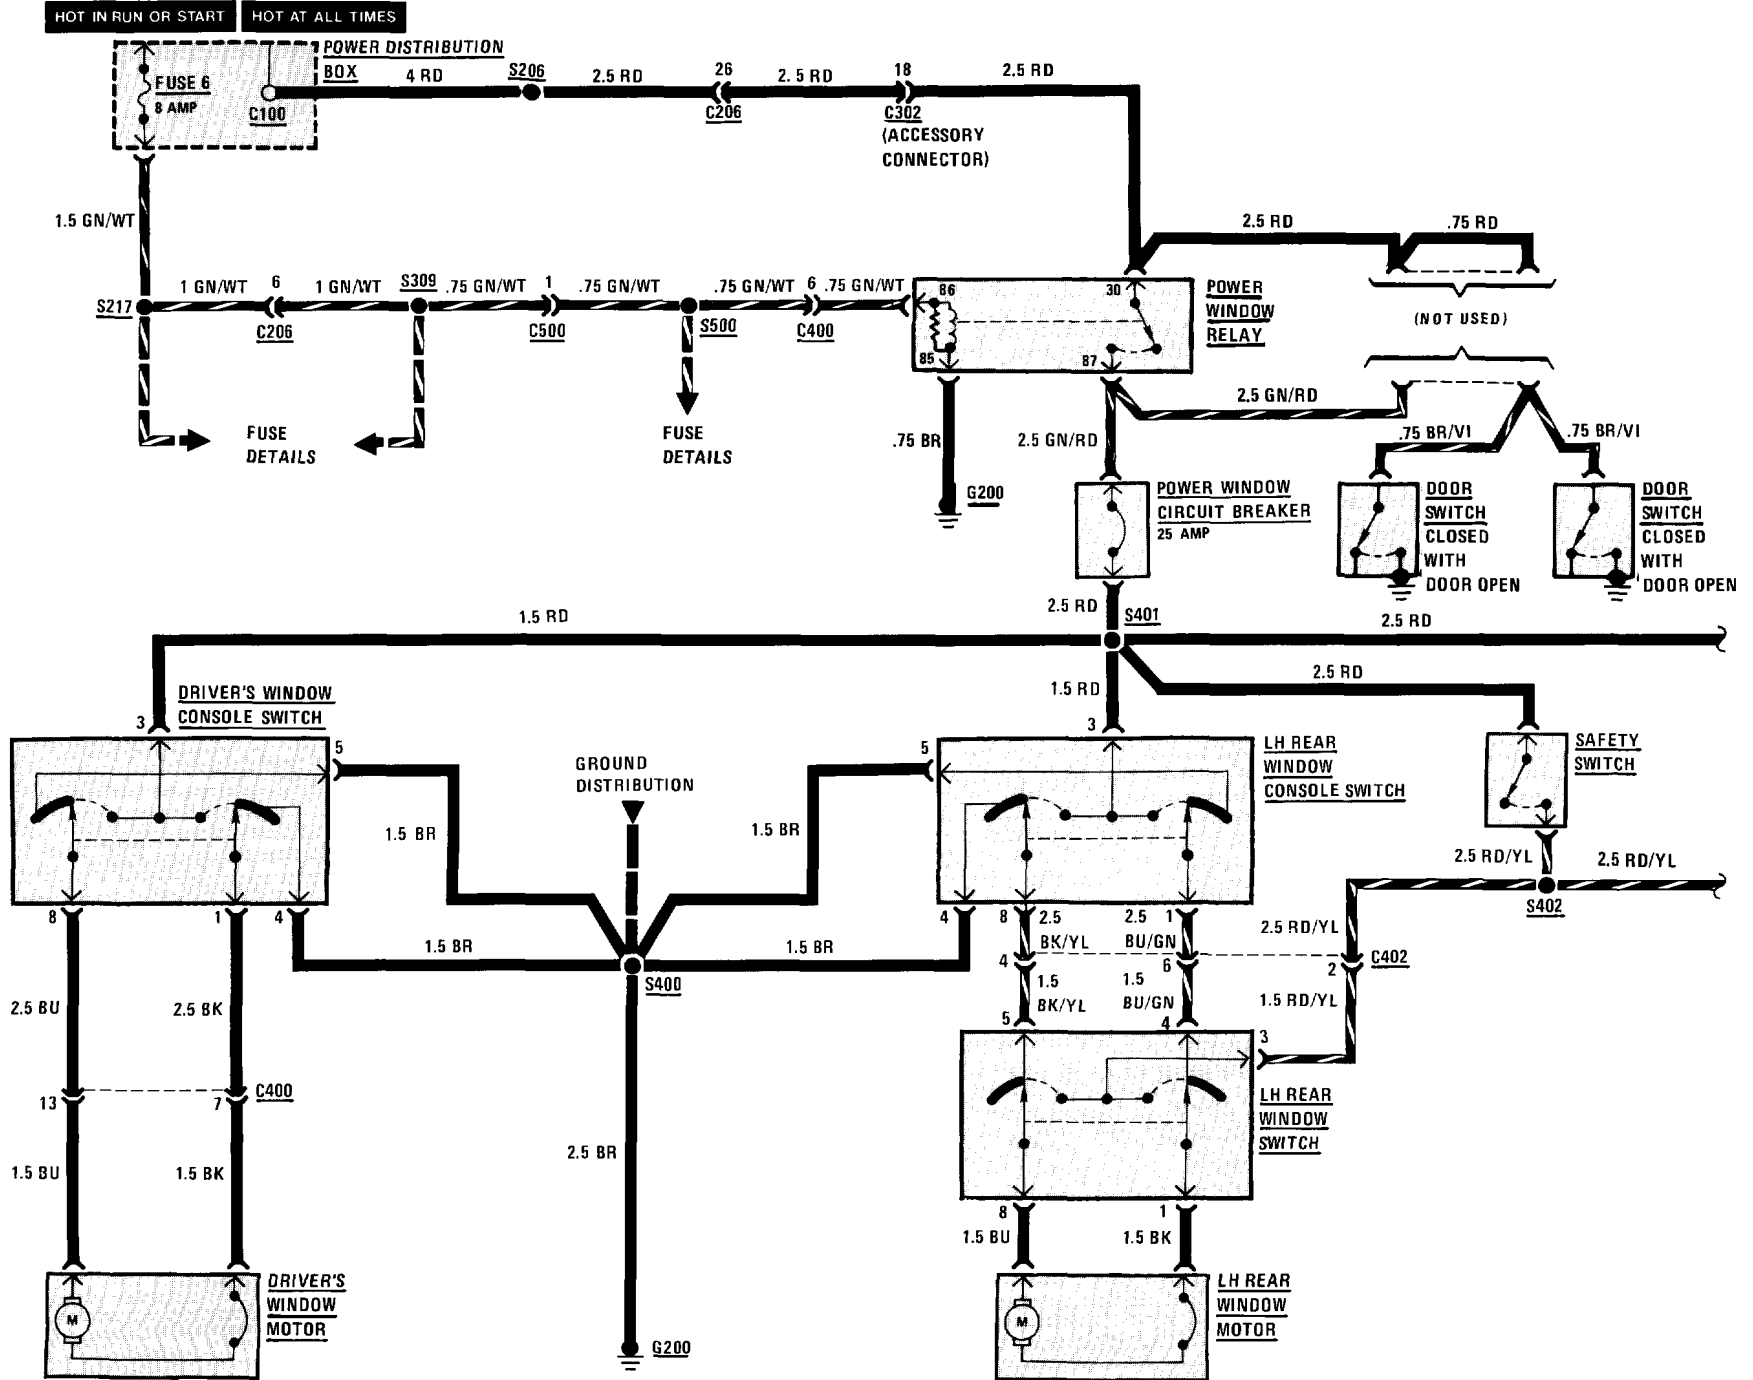 HOT IN RUN OR START
HOT AT ALL TIMES
POWER DISTRIBUTION
BOX
FUSE 6
8 AMP
C100
4 RD
S206
2.5 RD
26
C206
2.5 RD
18
C302
(ACCESSORY
CONNECTOR)
2.5 RD
1.5 GN/WT
2.5 RD
.75 RD
S217
1 GN/WT
6
C206
1 GN/WT
S309
.75 GN/WT
1
C500
.75 GN/WT
S500
.75 GN/WT
6
C400
.75 GN/WT
86
30
85
87
POWER
WINDOW
RELAY
(NOT USED)
FUSE
DETAILS
FUSE
DETAILS
.75 BR
2.5 GN/RD
2.5 GN/RD
.75 BR/VI
.75 BR/VI
G200
POWER WINDOW
CIRCUIT BREAKER
25 AMP
DOOR
SWITCH
CLOSED
WITH
DOOR OPEN
DOOR
SWITCH
CLOSED
WITH
DOOR OPEN
1.5 RD
2.5 RD
S401
2.5 RD
1.5 RD
2.5 RD
DRIVER'S WINDOW
CONSOLE SWITCH
3
5
GROUND
DISTRIBUTION
5
3
LH REAR
WINDOW
CONSOLE SWITCH
SAFETY
SWITCH
1.5 BR
1.5 BR
2.5 RD/YL
2.5 RD/YL
S402
8
1
4
1.5 BR
1.5 BR
S400
4
8
2.5
BK/YL
2.5
BU/GN
1
2.5 RD/YL
4
6
2
C402
1.5
BK/YL
1.5
BU/GN
1.5 RD/YL
5
4
3
2.5 BU
2.5 BK
13
7
C400
LH REAR
WINDOW
SWITCH
1.5 BU
1.5 BK
2.5 BR
8
1
1.5 BU
1.5 BK
DRIVER'S
WINDOW
MOTOR
M
G200
M
LH REAR
WINDOW
MOTOR